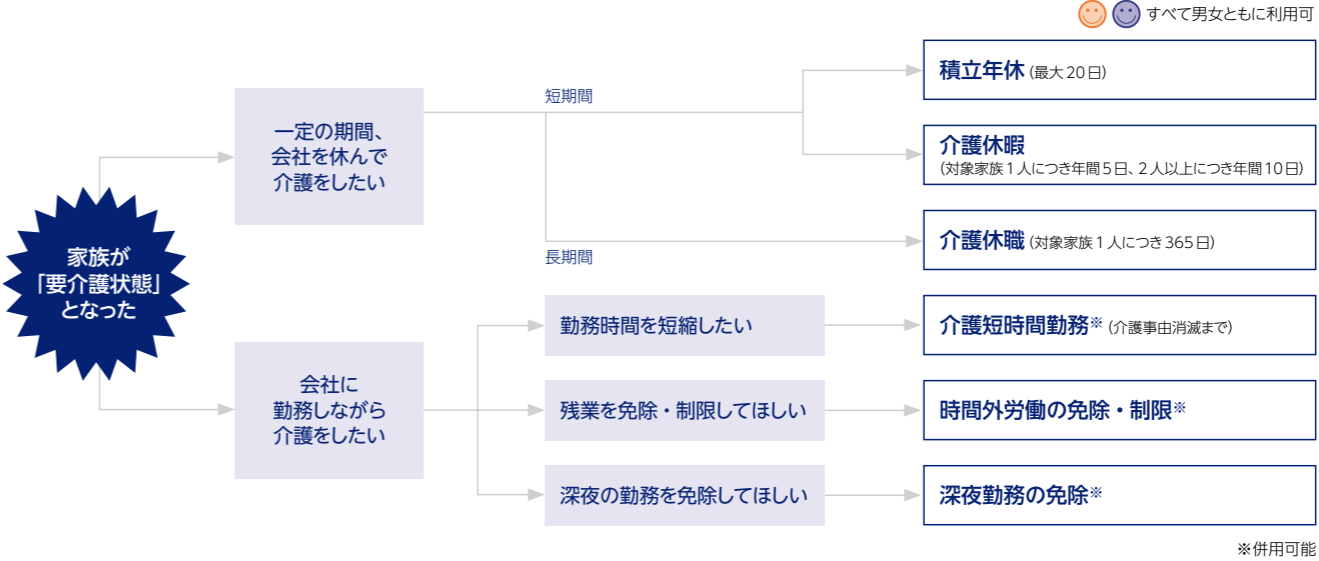 すべて男女ともに利用可
家族が
「要介護状態」
となった
一定の期間、
会社を休んで
介護をしたい
短期間
積立年休 (最大20日)
介護休暇
(対象家族1人につき年間5日、2人以上につき年間10日)
長期間
介護休職 (対象家族1人につき365日)
会社に
勤務しながら
介護をしたい
勤務時間を短縮したい
介護短時間勤務※ (介護事由消滅まで)
残業を免除・制限してほしい
時間外労働の免除・制限※
深夜の勤務を免除してほしい
深夜勤務の免除※
※併用可能